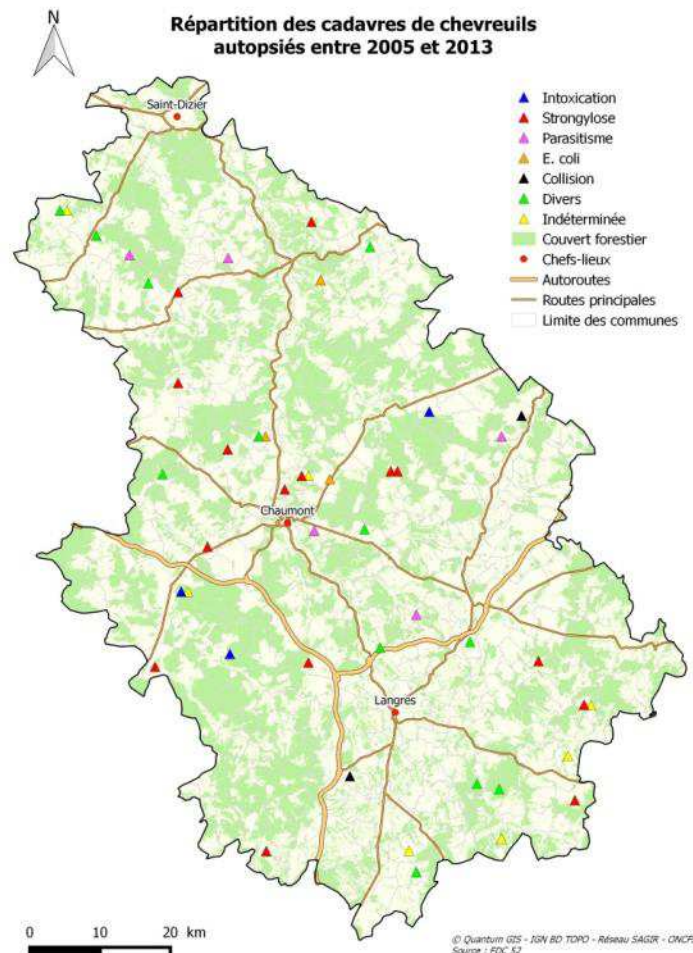 Répartition des cadavres de chevreuils
autopsiés entre 2005 et 2013
N
Saint-Dizier
Intoxication
Strongylose
Parasitisme
E. coli
Collision
Divers
Indéterminée
Couvert forestier
Chefs-lieux
Autoroutes
Routes principales
Limite des communes
Chaumont
Langres
0 10 20 km
© Quantum GIS - IGN BD TOPO - Réseau SAGIR - ONCF
Source : FDC 52